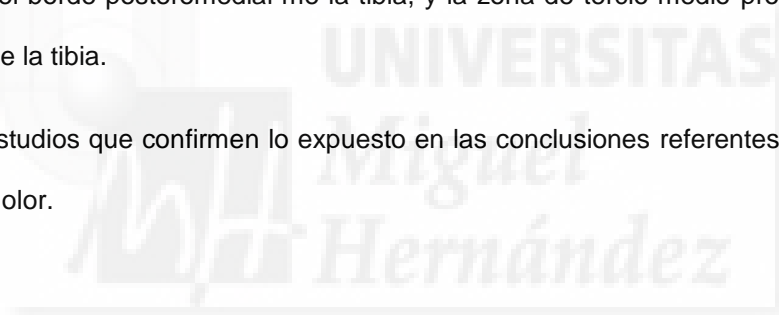 el borde posteromedial me la tibia, y la zona de tercio medio pro
e la tibia.
studios que confirmen lo expuesto en las conclusiones referentes
olor.
UNIVERSITAS
Miguel
Hernández